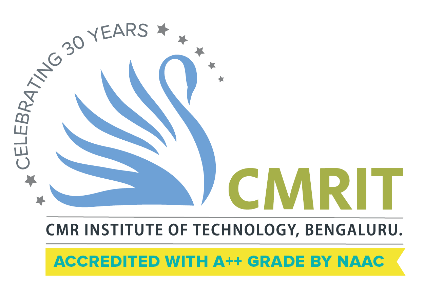 CELEBRATING 30 YEARS
CMRIT
CMR INSTITUTE OF TECHNOLOGY, BENGALURU.
ACCREDITED WITH A++ GRADE BY NAAC